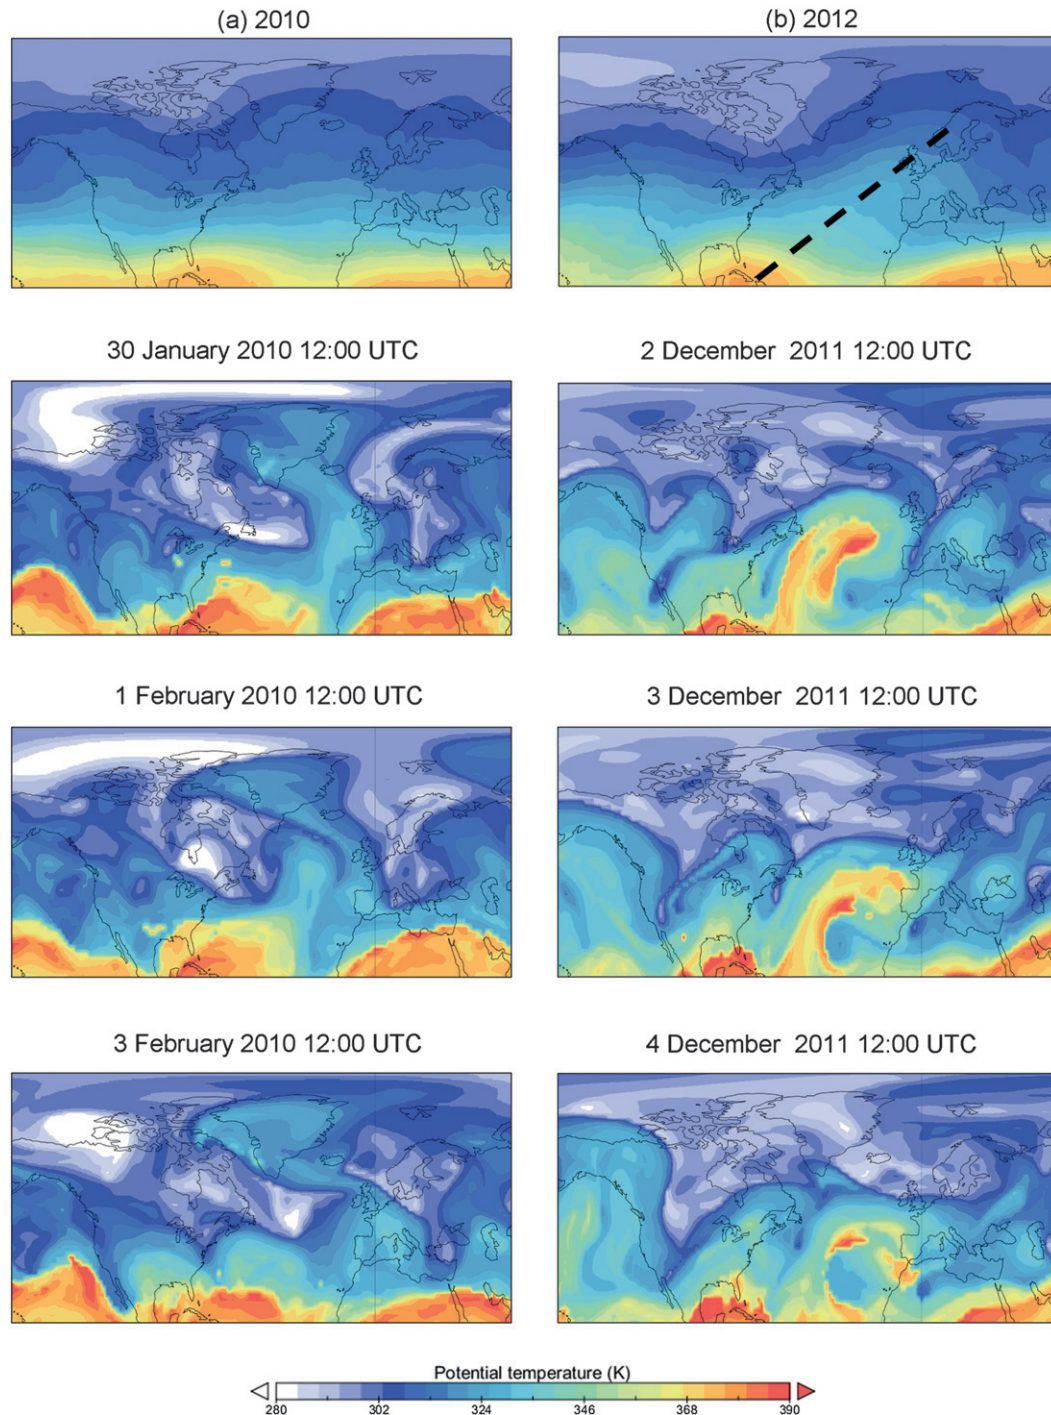 (a) 2010
(b) 2012
30 January 2010 12:00 UTC
2 December 2011 12:00 UTC
1 February 2010 12:00 UTC
3 December 2011 12:00 UTC
3 February 2010 12:00 UTC
4 December 2011 12:00 UTC
Potential temperature (K)
280 302 324 346 368 390